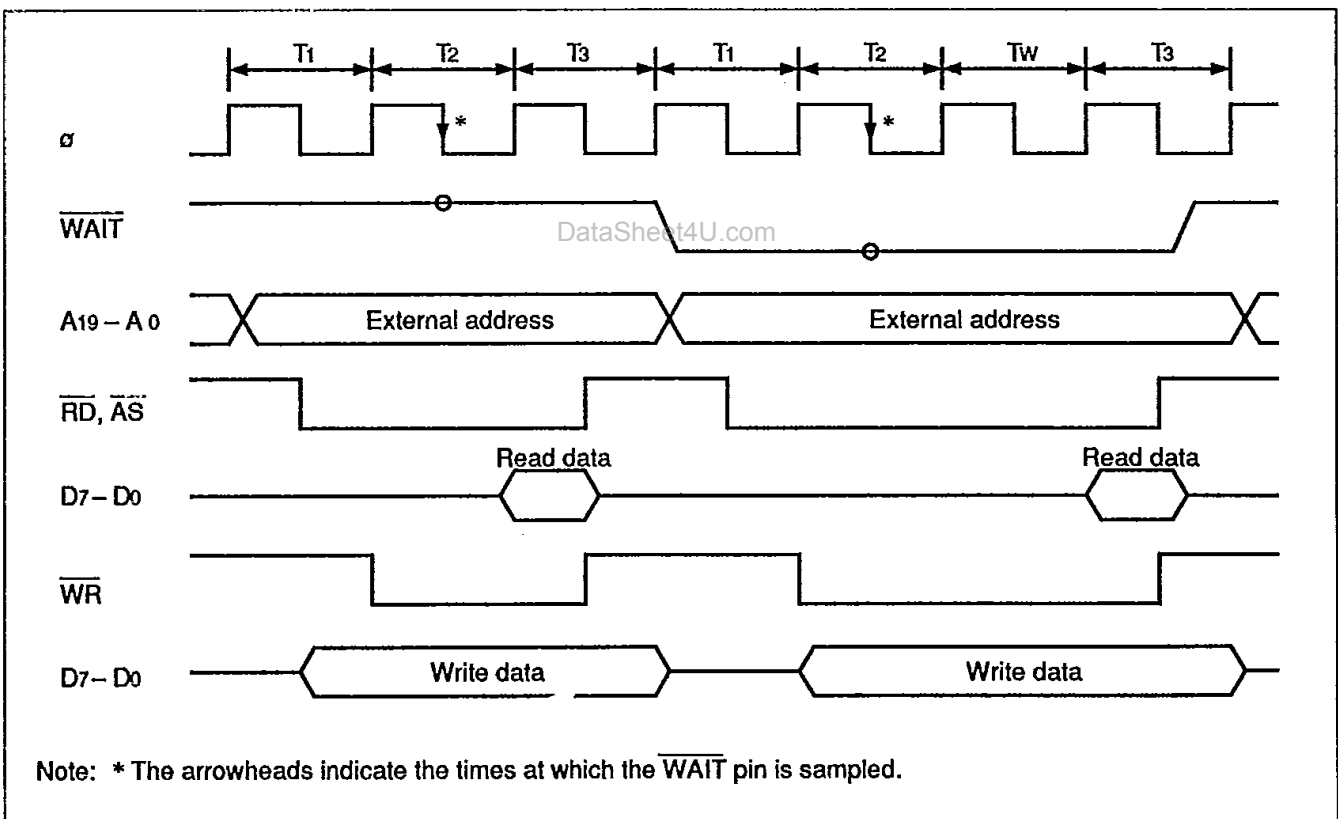 T1 T2 T3 T1 T2 TW T3
ø * *
WAIT
DataSheet4U.com
A19 – A0 External address External address
RD, AS
Read data Read data
D7 – D0
WR
D7 – D0 Write data Write data
Note: * The arrowheads indicate the times at which the WAIT pin is sampled.